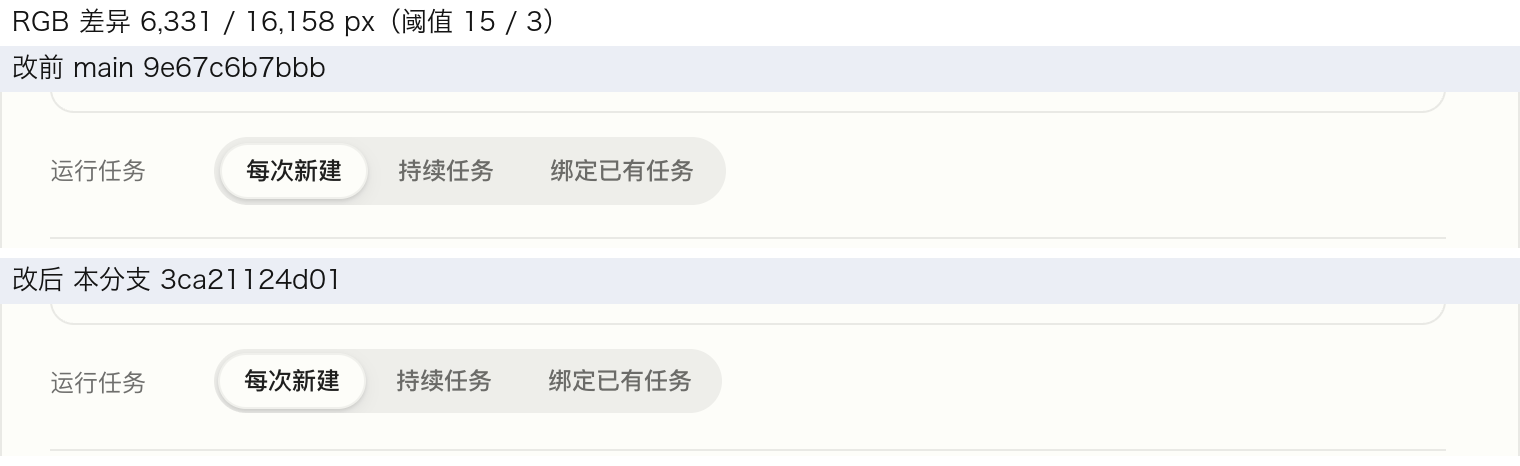 RGB 差异 6,331 / 16,158 px（阈值 15 / 3）
改前 main 9e67c6b7bbb
运行任务 每次新建 持续任务 绑定已有任务
改后 本分支 3ca21124d01
运行任务 每次新建 持续任务 绑定已有任务